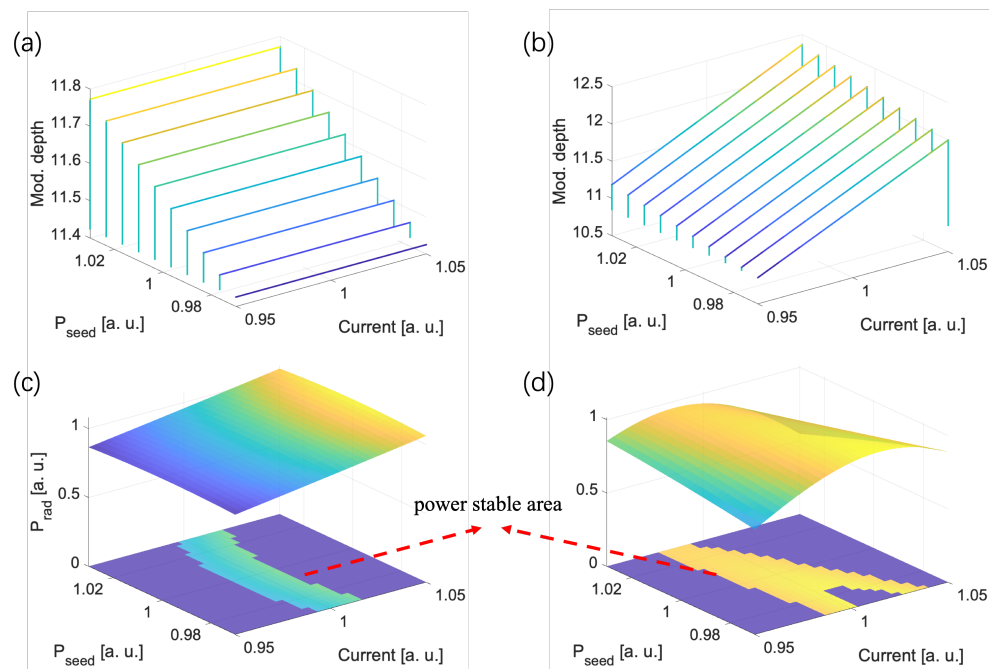 (a)
Mod. depth
11.8
11.7
11.6
11.5
11.4
1.02
1
0.98
0.95
1
1.05
P_seed [a. u.]
Current [a. u.]
(b)
Mod. depth
12.5
12
11.5
11
10.5
1.02
1
0.98
0.95
1
1.05
P_seed [a. u.]
Current [a. u.]
(c)
P_rad [a. u.]
1
0.5
0
1.02
1
0.98
0.95
1
1.05
P_seed [a. u.]
Current [a. u.]
power stable area
(d)
1
0.5
0
1.02
1
0.98
0.95
1
1.05
P_seed [a. u.]
Current [a. u.]